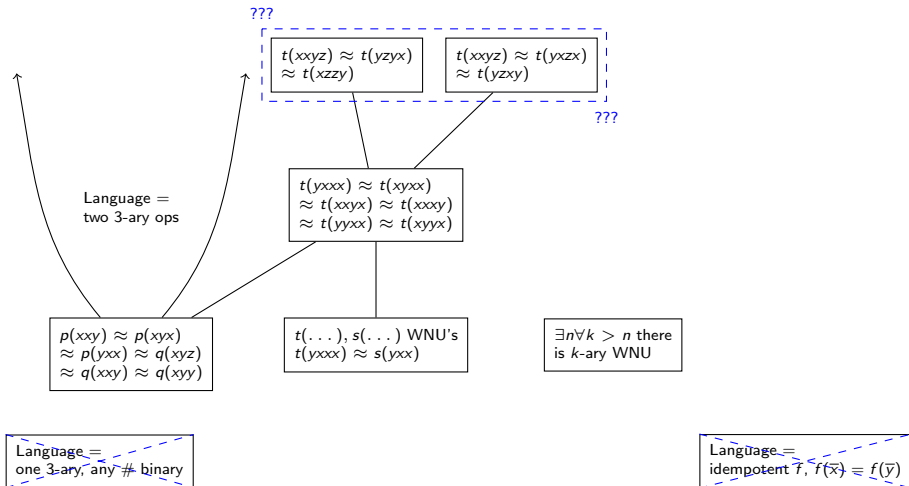 ???
t(xxyz) ≈ t(yzyx)
≈ t(xzzy)
t(xxyz) ≈ t(yxzx)
≈ t(yzxy)
???
Language =
two 3-ary ops
t(yxxx) ≈ t(xyxx)
≈ t(xxyx) ≈ t(xxxy)
≈ t(yyxx) ≈ t(xyyx)
p(xxy) ≈ p(xyx)
≈ p(yxx) ≈ q(xyz)
≈ q(xxy) ≈ q(xyy)
t(...), s(...) WNU's
t(yxxx) ≈ s(yxx)
∃n∀k > n there
is k-ary WNU
Language =
one 3-ary, any # binary
Language =
idempotent f, f(x̅) = f(y̅)